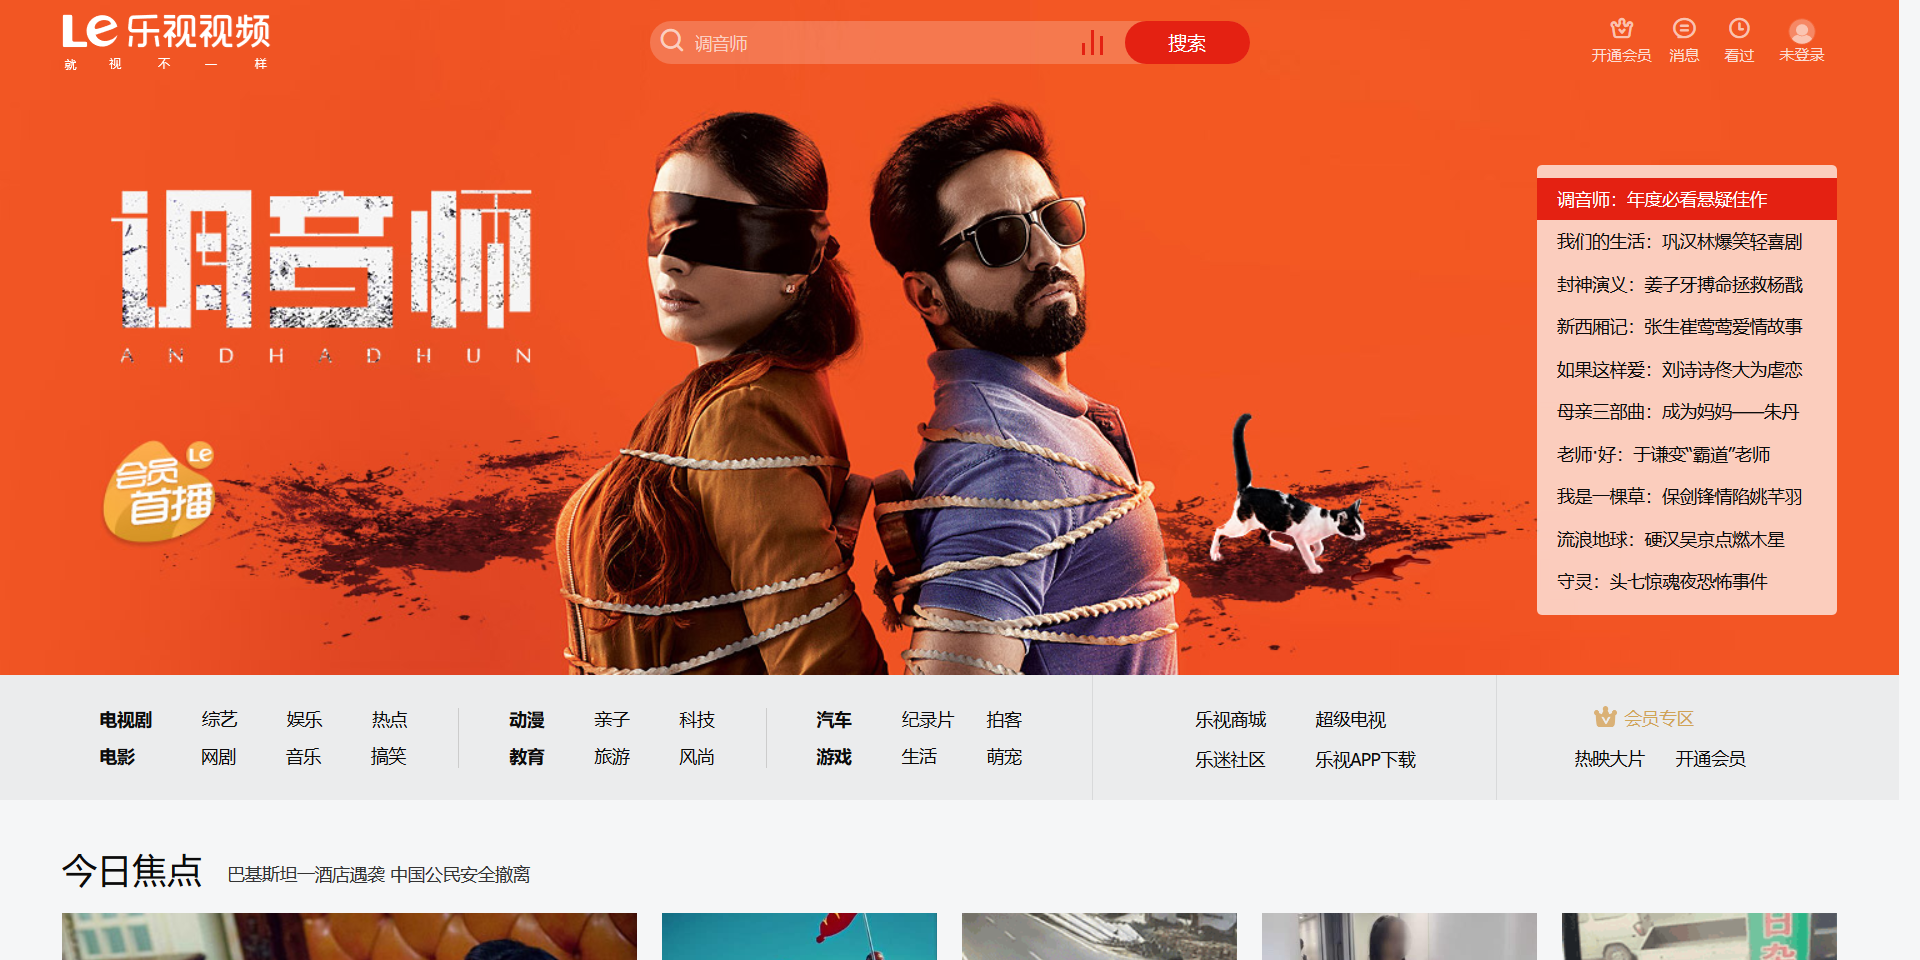 Le 乐视视频
就视不一样
调音师
搜索
开通会员 消息 看过 未登录
调音师
ANDHADHUN
会员 Le
首播
调音师：年度必看悬疑佳作
我们的生活：巩汉林爆笑轻喜剧
封神演义：姜子牙搏命拯救杨戬
新西厢记：张生崔莺莺爱情故事
如果这样爱：刘诗诗佟大为虐恋
母亲三部曲：成为妈妈——朱丹
老师·好：于谦变“霸道”老师
我是一棵草：保剑锋情陷姚芊羽
流浪地球：硬汉吴京点燃木星
守灵：头七惊魂夜恐怖事件
电视剧 综艺 娱乐 热点 动漫 亲子 科技 汽车 纪录片 拍客 乐视商城 超级电视 会员专区
电影 网剧 音乐 搞笑 教育 旅游 风尚 游戏 生活 萌宠 乐迷社区 乐视APP下载 热映大片 开通会员
今日焦点 巴基斯坦一酒店遇袭 中国公民安全撤离
日杂